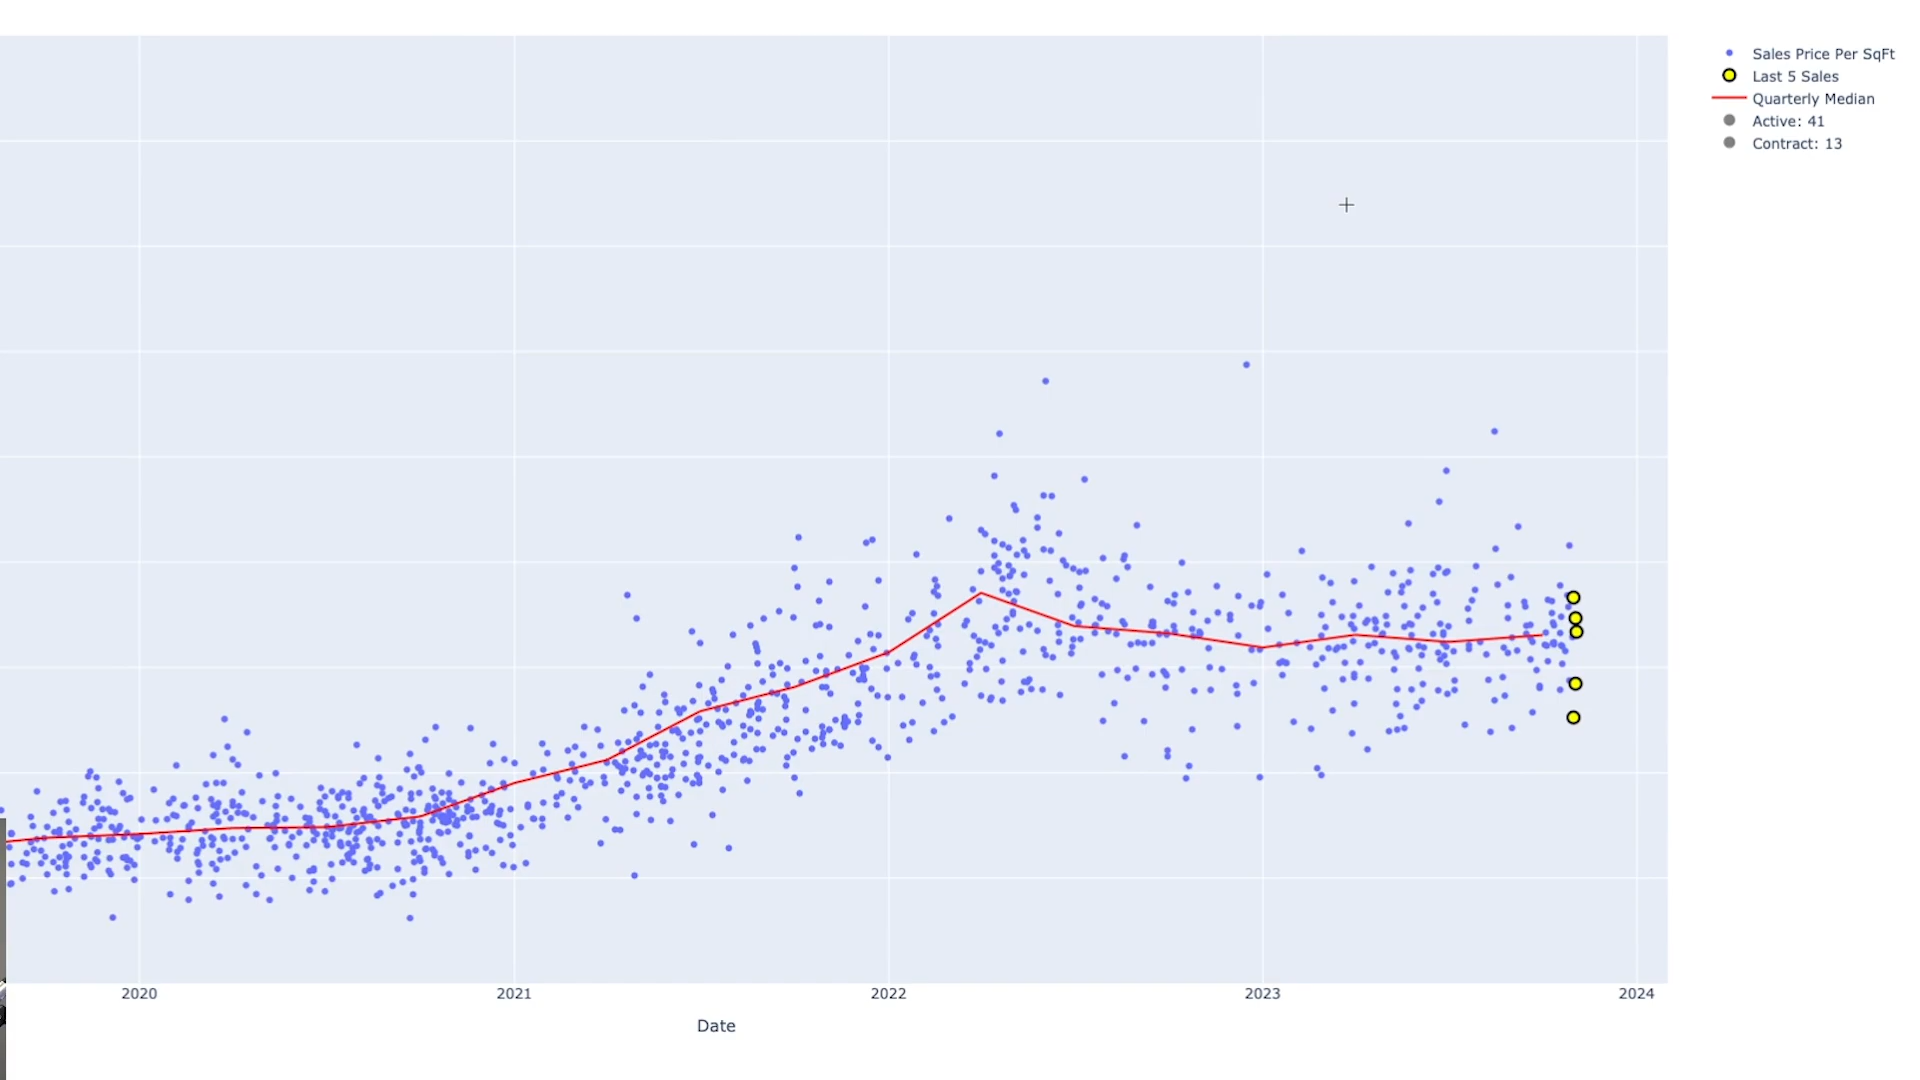 Sales Price Per SqFt
Last 5 Sales
Quarterly Median
Active: 41
Contract: 13
2020 2021 2022 2023 2024
Date